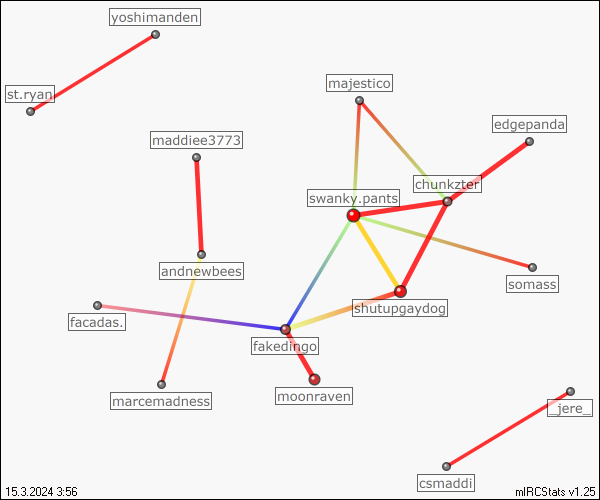 yoshimanden
st.ryan
majestico
edgepanda
maddiee3773
chunkzter
swanky.pants
andnewbees
somass
shutupgaydog
facadas.
fakedingo
moonraven
marcemadness
_jere_
csmaddi
15.3.2024 3:56
mIRCStats v1.25